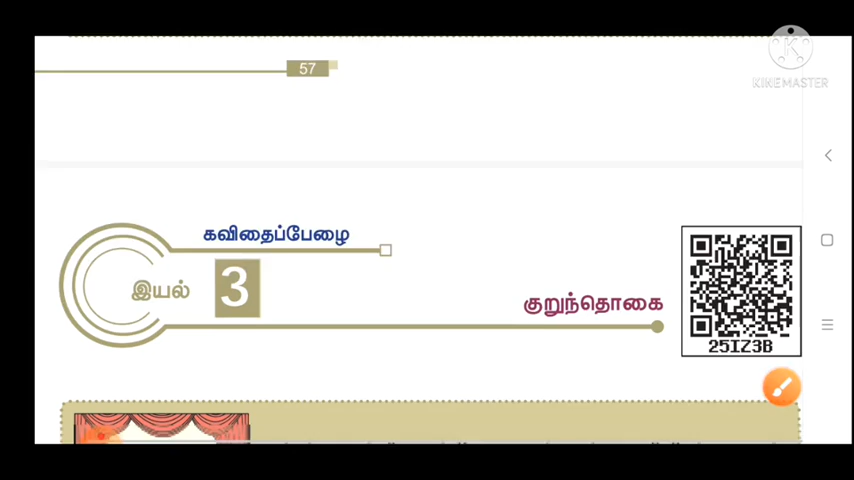 57
KINEMASTER
கவிதைப்பேழை
இயல் 3
குறுந்தொகை
25IZ3B